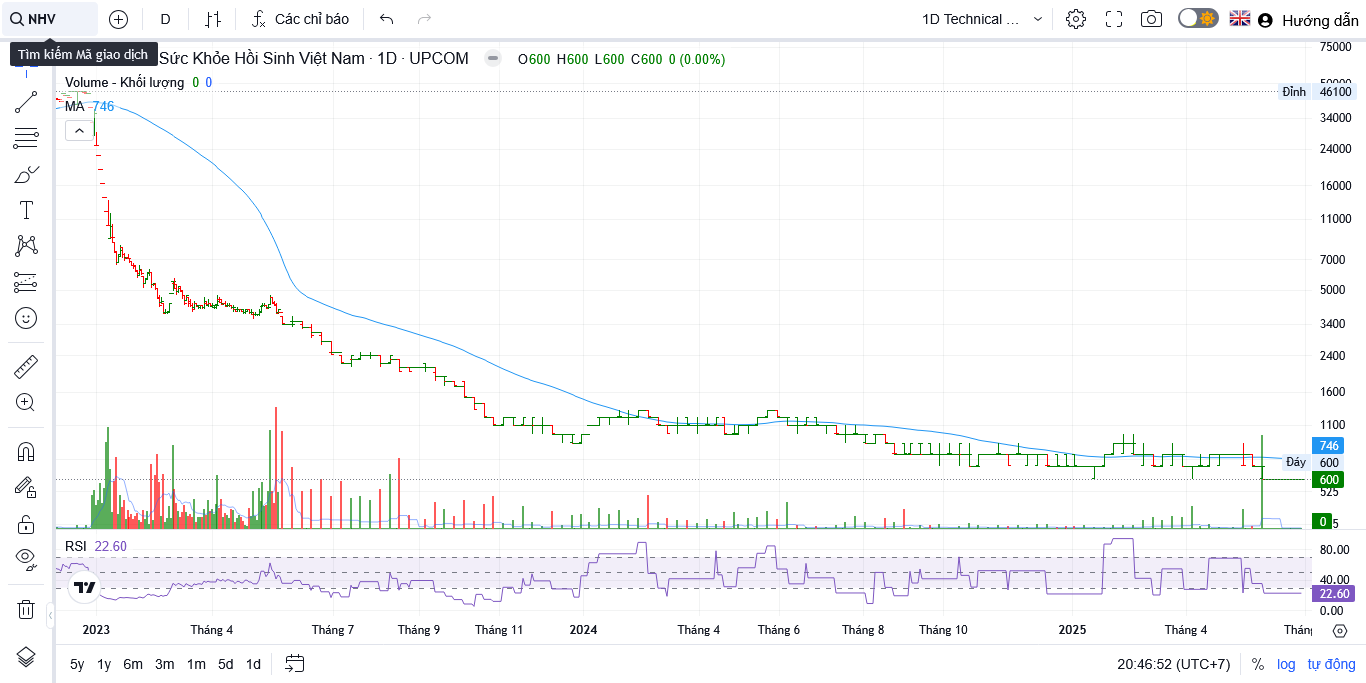 NHV D Các chỉ báo 1D Technical ... Hướng dẫn
Tìm kiếm Mã giao dịch
Sức Khỏe Hồi Sinh Việt Nam · 1D · UPCOM O600 H600 L600 C600 0 (0.00%)
Volume - Khối lượng 0 0
MA 746
75000
50000
Đỉnh 46100
34000
24000
16000
11000
7000
5000
3400
2400
1600
1100
746
Đáy 600
600
525
0 5
RSI 22.60
80.00
40.00
22.60
0.00
2023 Tháng 4 Tháng 7 Tháng 9 Tháng 11 2024 Tháng 4 Tháng 6 Tháng 8 Tháng 10 2025 Tháng 4 Tháng
5y 1y 6m 3m 1m 5d 1d 20:46:52 (UTC+7) % log tự động